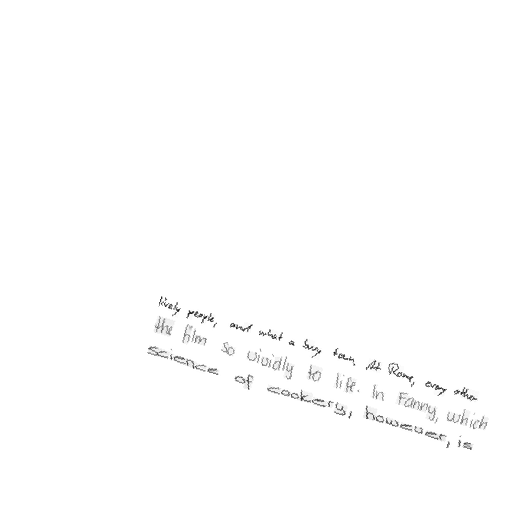 lively people, and what a busy town. At Rome, every other
the film so vividly to life. In Fanny, which
science of cookery, however, is